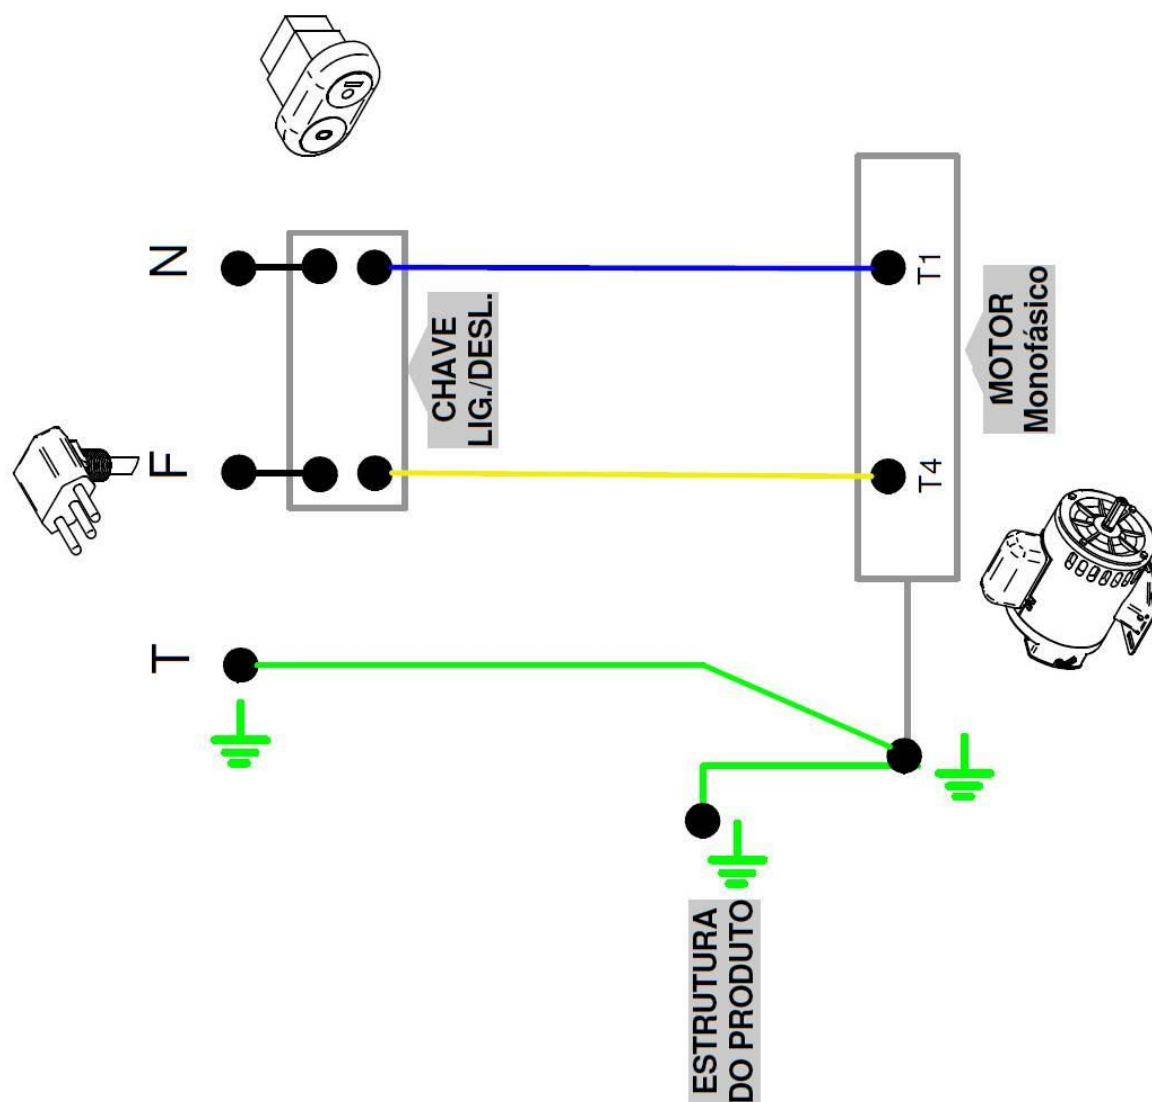 N
F
T
CHAVE
LIG./DESL.
T1
T4
MOTOR
Monofásico
ESTRUTURA
DO PRODUTO